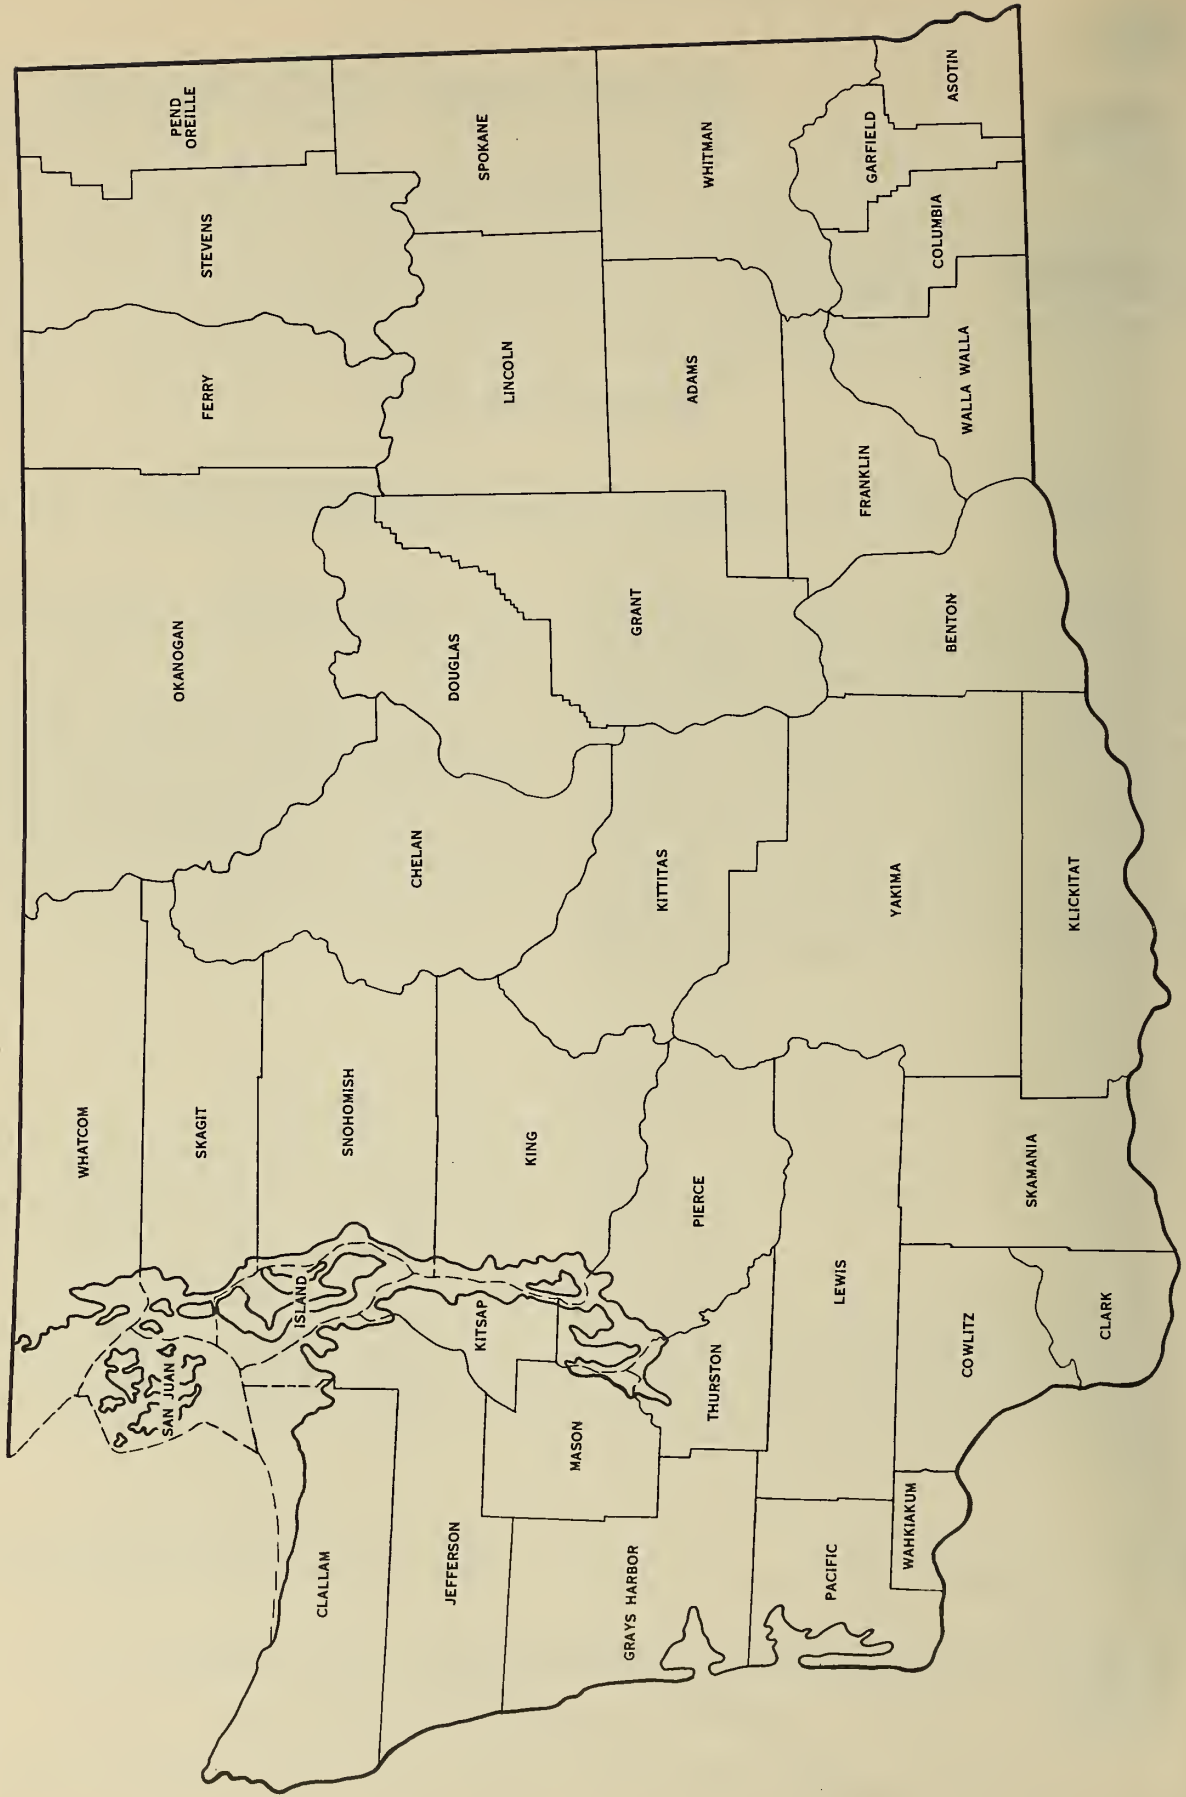 WHATCOM
SAN JUAN
SKAGIT
OKANOGAN
FERRY
STEVENS
PEND
OREILLE
ISLAND
CLALLAM
SNOHOMISH
CHELAN
DOUGLAS
JEFFERSON
KITSAP
KING
LINCOLN
SPOKANE
MASON
GRAYS HARBOR
KITTITAS
GRANT
THURSTON
PIERCE
ADAMS
WHITMAN
PACIFIC
LEWIS
YAKIMA
FRANKLIN
GARFIELD
WAHKIAKUM
COWLITZ
BENTON
WALLA WALLA
COLUMBIA
ASOTIN
SKAMANIA
KLICKITAT
CLARK